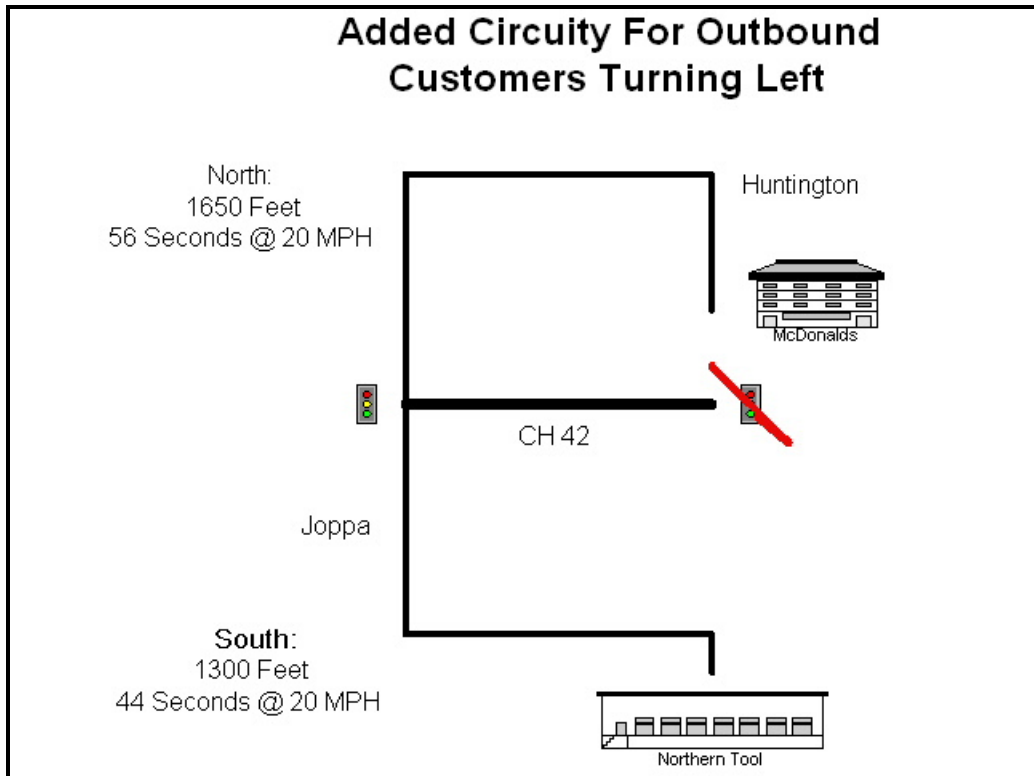 Added Circuity For Outbound
Customers Turning Left
North:
1650 Feet
56 Seconds @ 20 MPH
Huntington
McDonalds
CH 42
Joppa
South:
1300 Feet
44 Seconds @ 20 MPH
Northern Tool